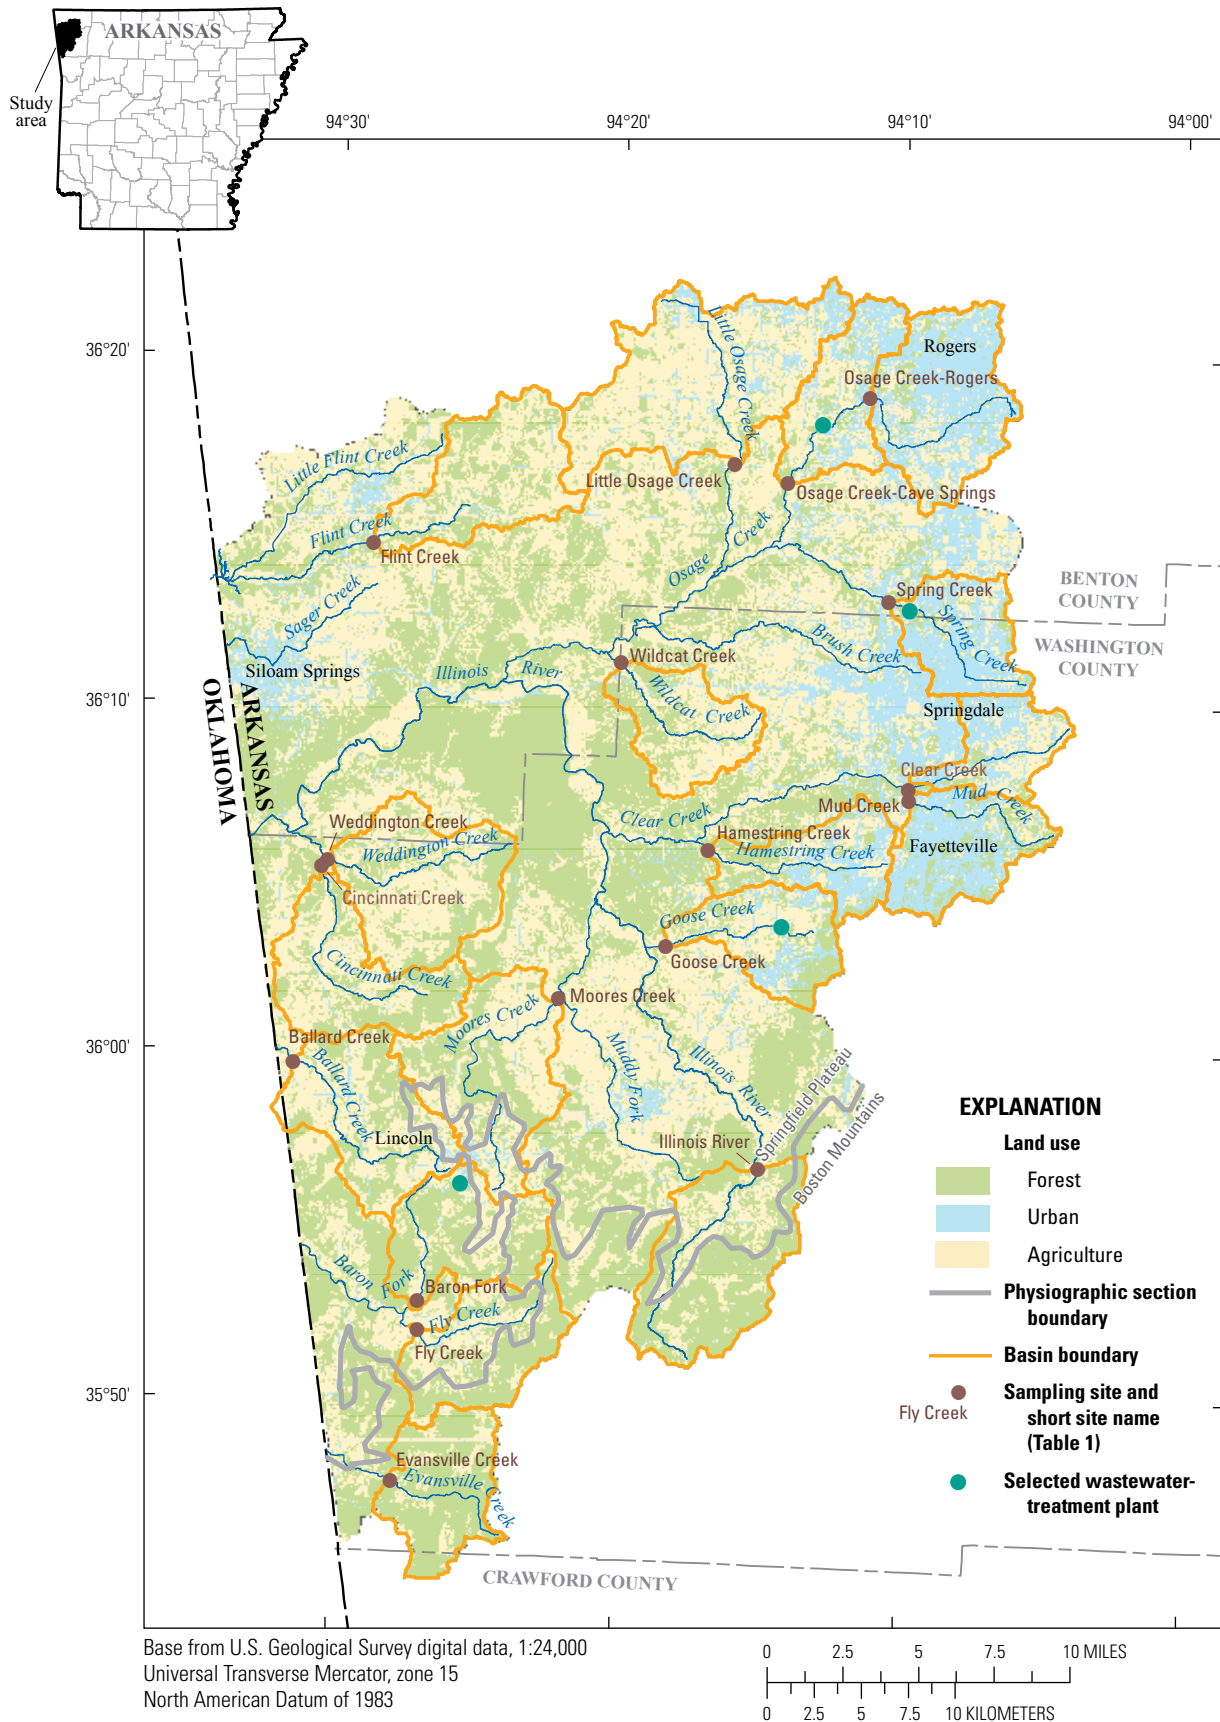 ARKANSAS
Study
area
94°30'
94°20'
94°10'
94°00'
36°20'
36°10'
36°00'
35°50'
Little Osage Creek
Rogers
Osage Creek-Rogers
Little Flint Creek
Little Osage Creek
Osage Creek-Cave Springs
Flint Creek
Flint Creek
Osage Creek
Sager Creek
Spring Creek
Spring Creek
BENTON
COUNTY
WASHINGTON
COUNTY
Siloam Springs
Illinois River
Wildcat Creek
Brush Creek
Wildcat Creek
Springdale
OKLAHOMA
ARKANSAS
Clear Creek
Mud Creek
Mud Creek
Clear Creek
Weddington Creek
Weddington Creek
Hamestring Creek
Hamestring Creek
Fayetteville
Cincinnati Creek
Goose Creek
Goose Creek
Cincinnati Creek
Moores Creek
Moores Creek
Ballard Creek
Ballard Creek
Muddy Fork
Illinois River
Springfield Plateau
Boston Mountains
Lincoln
Illinois River
Baron Fork
Baron Fork
Fly Creek
Fly Creek
Evansville Creek
Evansville Creek
CRAWFORD COUNTY
EXPLANATION
Land use
Forest
Urban
Agriculture
Physiographic section
boundary
Basin boundary
Fly Creek
Sampling site and
short site name
(Table 1)
Selected wastewater-
treatment plant
Base from U.S. Geological Survey digital data, 1:24,000
Universal Transverse Mercator, zone 15
North American Datum of 1983
0 2.5 5 7.5 10 MILES
0 2.5 5 7.5 10 KILOMETERS